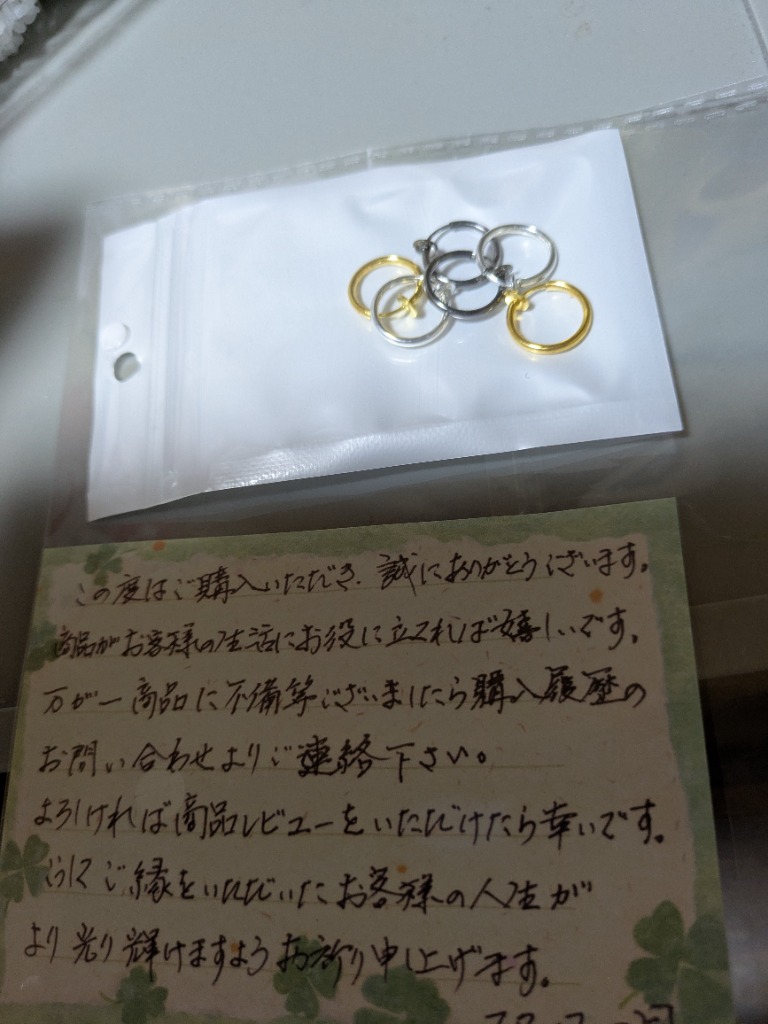 この度はご購入いただき、誠にありがとうございます。
商品がお客様の生活にお役に立てれば嬉しいです。
万が一商品に不備等ございましたら購入履歴の
お問い合わせよりご連絡下さい。
よろしければ商品レビューをいただけたら幸いです。
こうしてご縁をいただいたお客様の人生が
より光り輝けますようお祈り申し上げます。